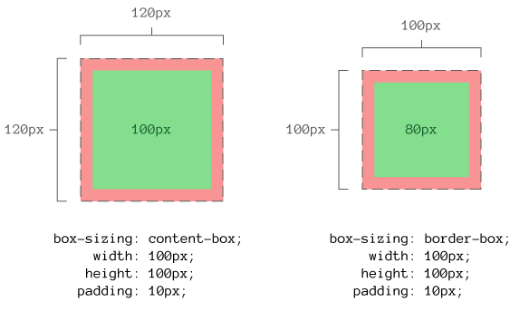 120px
100px
120px
100px
100px
80px
box-sizing: content-box;
width: 100px;
height: 100px;
padding: 10px;
box-sizing: border-box;
width: 100px;
height: 100px;
padding: 10px;